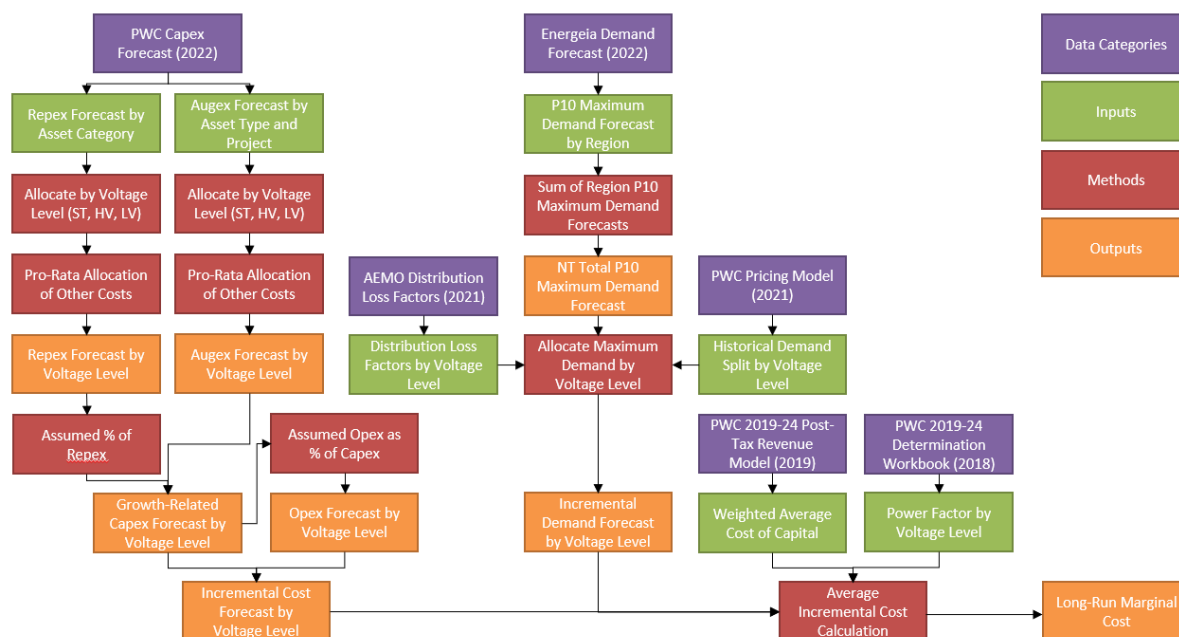 PWC Capex
Forecast (2022)
Energeia Demand
Forecast (2022)
Data Categories
Repex Forecast by
Asset Category
Augex Forecast by
Asset Type and
Project
P10 Maximum
Demand Forecast
by Region
Inputs
Allocate by Voltage
Level (ST, HV, LV)
Allocate by Voltage
Level (ST, HV, LV)
Sum of Region P10
Maximum Demand
Forecasts
Methods
Pro-Rata Allocation
of Other Costs
Pro-Rata Allocation
of Other Costs
AEMO Distribution
Loss Factors (2021)
NT Total P10
Maximum Demand
Forecast
PWC Pricing Model
(2021)
Outputs
Repex Forecast by
Voltage Level
Augex Forecast by
Voltage Level
Distribution Loss
Factors by Voltage
Level
Allocate Maximum
Demand by
Voltage Level
Historical Demand
Split by Voltage
Level
Assumed % of
Repex
Assumed Opex as
% of Capex
PWC 2019-24 Post-
Tax Revenue
Model (2019)
PWC 2019-24
Determination
Workbook (2018)
Growth-Related
Capex Forecast by
Voltage Level
Opex Forecast by
Voltage Level
Incremental
Demand Forecast
by Voltage Level
Weighted Average
Cost of Capital
Power Factor by
Voltage Level
Incremental Cost
Forecast by
Voltage Level
Average
Incremental Cost
Calculation
Long-Run Marginal
Cost